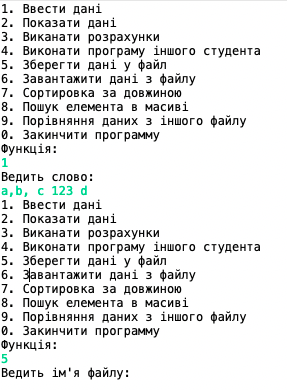 1. Ввести дані
2. Показати дані
3. Виканати розрахунки
4. Виконати програму іншого студента
5. Зберегти дані у файл
6. Завантажити дані з файлу
7. Сортировка за довжиною
8. Пошук елемента в масиві
9. Порівняння даних з іншого файлу
0. Закинчити программу
Функція:
1
Ведить слово:
a,b, c 123 d
1. Ввести дані
2. Показати дані
3. Виканати розрахунки
4. Виконати програму іншого студента
5. Зберегти дані у файл
6. Завантажити дані з файлу
7. Сортировка за довжиною
8. Пошук елемента в масиві
9. Порівняння даних з іншого файлу
0. Закинчити программу
Функція:
5
Ведить ім'я файлу: